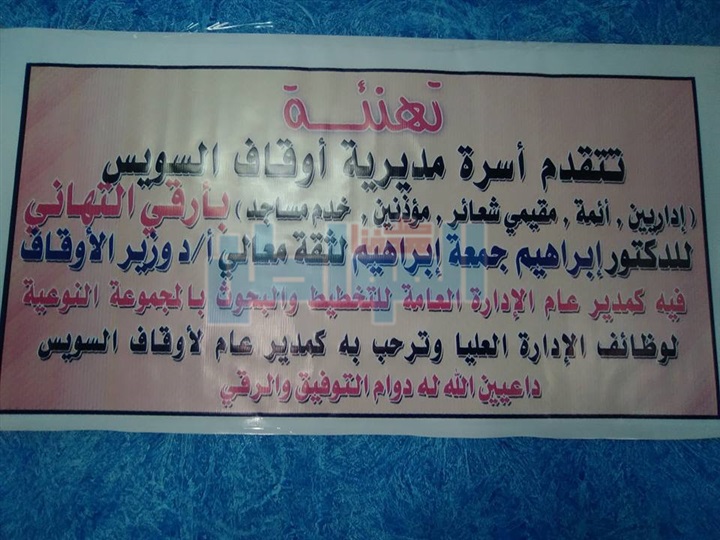 تهنئة
تتقدم أسرة مديرية أوقاف السويس
(إداريين , أئمة , مقيمي شعائر , مؤذنين , خدم مساجد) بأرقي التهاني
للدكتور إبراهيم جمعة إبراهيم لثقة معالي أ/د وزير الأوقاف
فيه كمدير عام الإدارة العامة للتخطيط والبحوث بالمجموعة النوعية
لوظائف الإدارة العليا وترحب به كمدير عام لأوقاف السويس
داعيين الله له دوام التوفيق والرقي